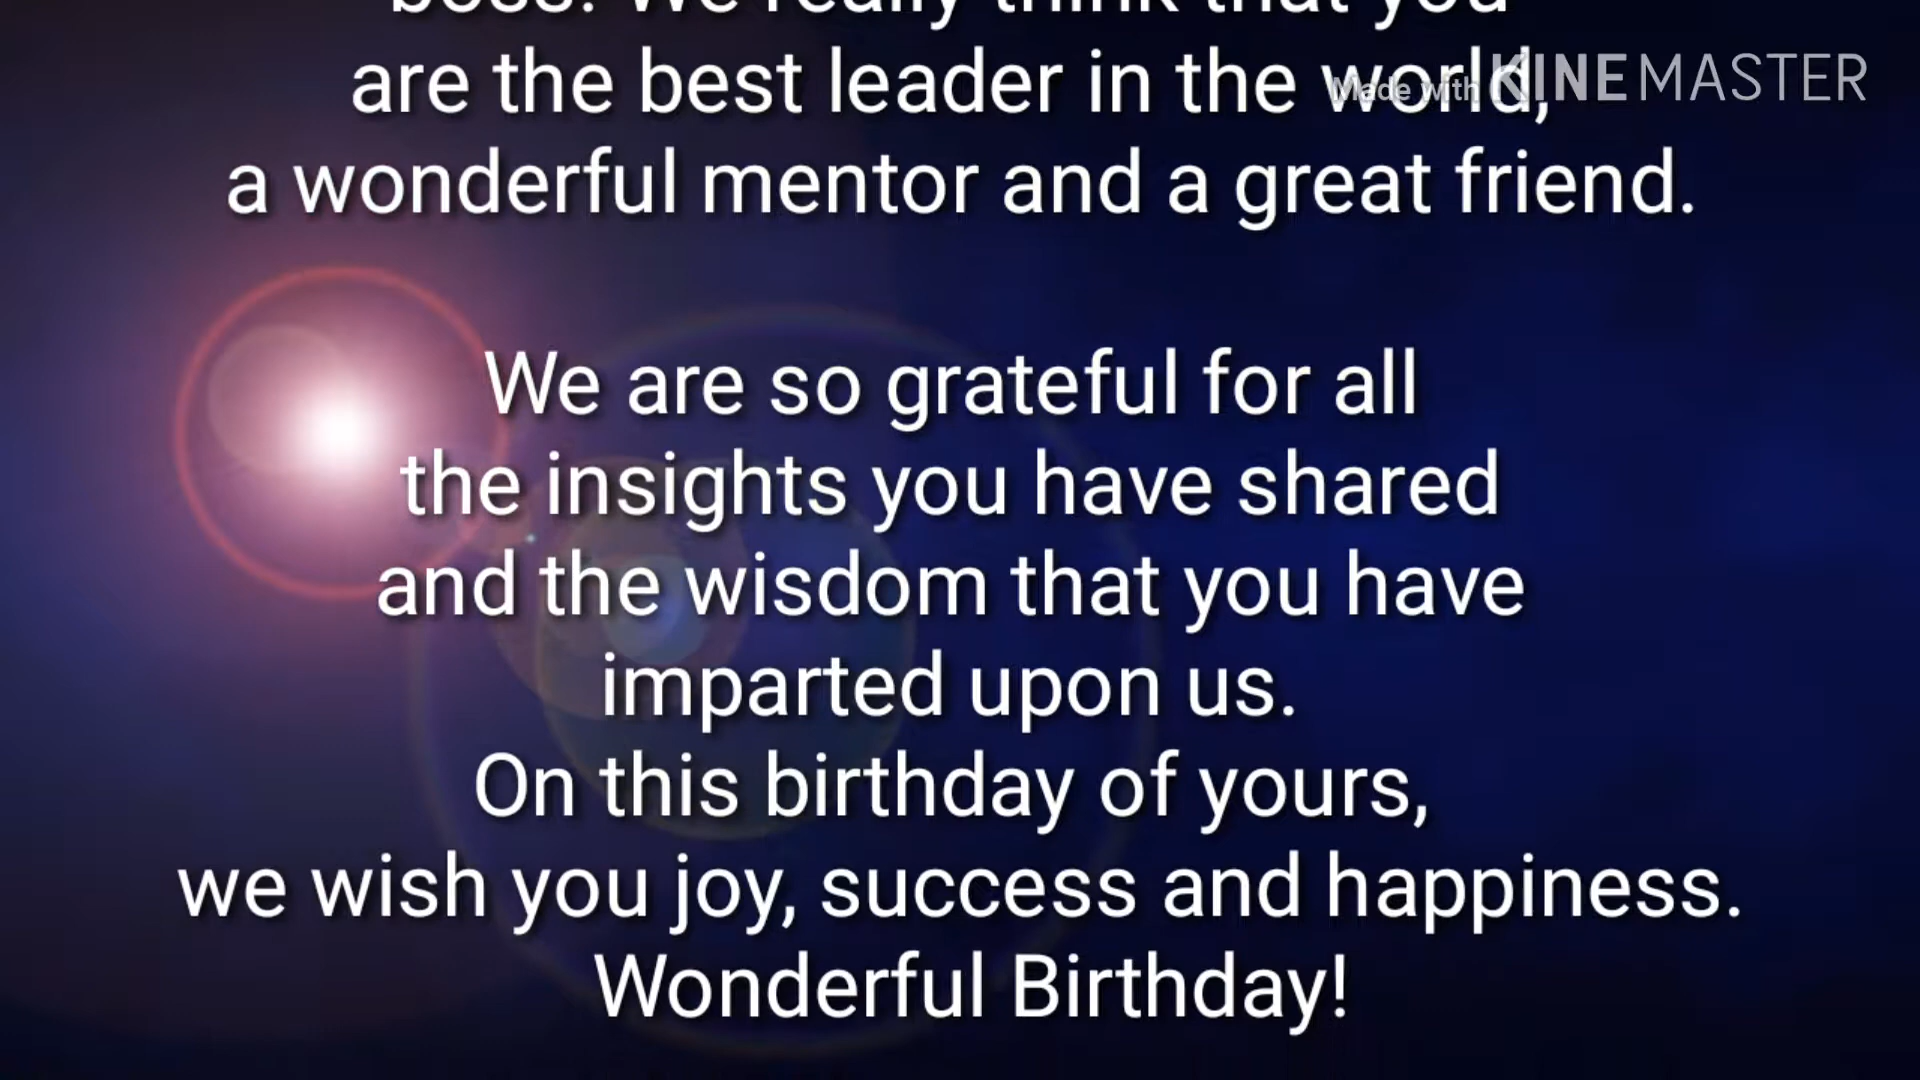 boss! We really think that you
are the best leader in the world,
Made with KINEMASTER
a wonderful mentor and a great friend.
We are so grateful for all
the insights you have shared
and the wisdom that you have
imparted upon us.
On this birthday of yours,
we wish you joy, success and happiness.
Wonderful Birthday!